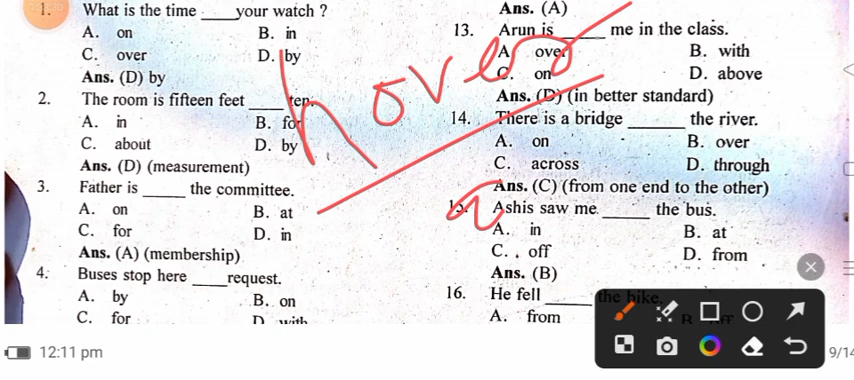 1. What is the time ____ your watch ?
A. on B. in
C. over D. by
Ans. (D) by
2. The room is fifteen feet ____ ten.
A. in B. for
C. about D. by
Ans. (D) (measurement)
3. Father is ____ the committee.
A. on B. at
C. for D. in
Ans. (A) (membership)
4. Buses stop here ____ request.
A. by B. on
C. for D. with
Ans. (A)
13. Arun is ____ me in the class.
A. over B. with
C. on D. above
Ans. (D) (in better standard)
14. There is a bridge ____ the river.
A. on B. over
C. across D. through
Ans. (C) (from one end to the other)
15. Ashis saw me ____ the bus.
A. in B. at
C. off D. from
Ans. (B)
16. He fell ____ the bike.
A. from B. off
hover
a
12:11 pm
9/14